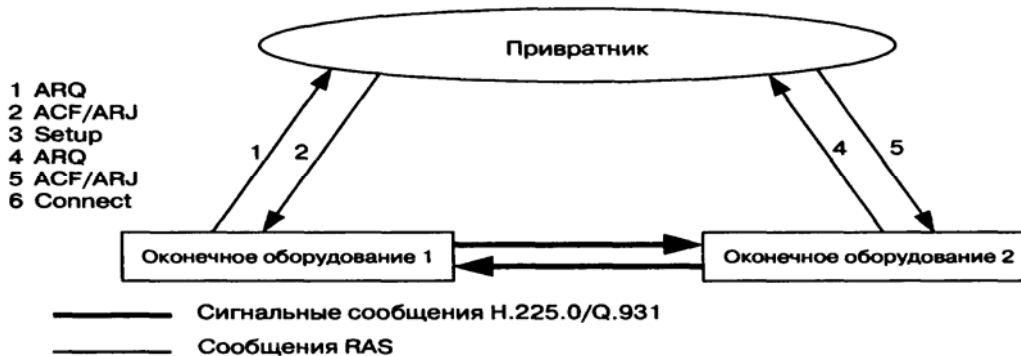 Привратник
1 ARQ
2 ACF/ARJ
3 Setup
4 ARQ
5 ACF/ARJ
6 Connect
1
2
4
5
Оконечное оборудование 1
Оконечное оборудование 2
Сигнальные сообщения H.225.0/Q.931
Сообщения RAS